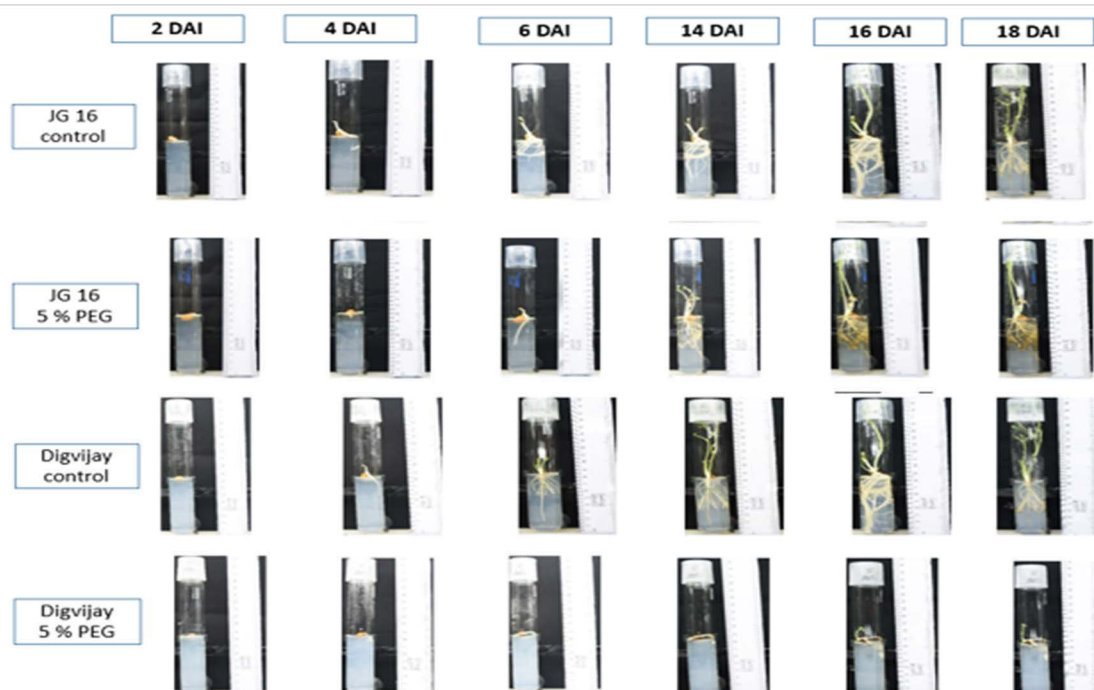 2 DAI
4 DAI
6 DAI
14 DAI
16 DAI
18 DAI
JG 16
control
JG 16
5 % PEG
Digvijay
control
Digvijay
5 % PEG